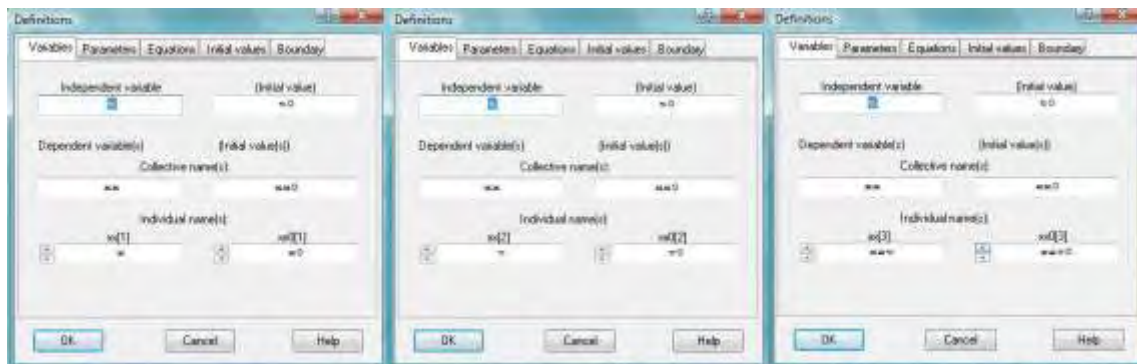 Definitions
Variables Parameters Equations Initial values Boundary
Independent variable (Initial value)
Dependent variable(s) (Initial value(s))
Collective name(s):
Individual name(s):
xx[1] xx0[1]
OK Cancel Help
Definitions
Variables Parameters Equations Initial values Boundary
Independent variable (Initial value)
Dependent variable(s) (Initial value(s))
Collective name(s):
Individual name(s):
xx[2] xx0[2]
OK Cancel Help
Definitions
Variables Parameters Equations Initial values Boundary
Independent variable (Initial value)
Dependent variable(s) (Initial value(s))
Collective name(s):
Individual name(s):
xx[3] xx0[3]
OK Cancel Help